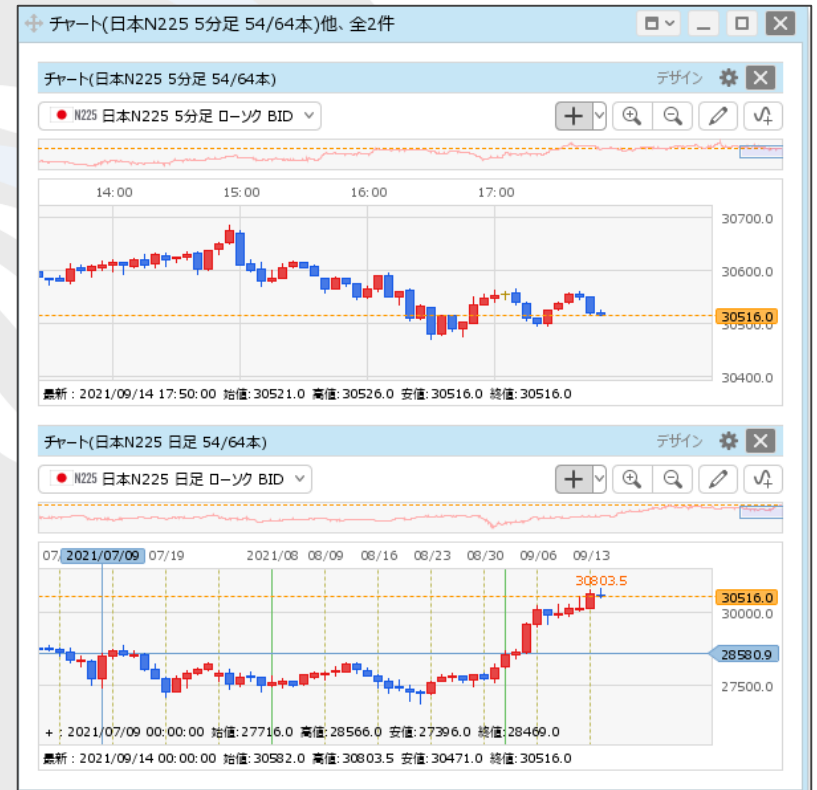 チャート(日本N225 5分足 54/64本)他、全2件
チャート(日本N225 5分足 54/64本)
デザイン
N225 日本N225 5分足 ローソク BID
14:00 15:00 16:00 17:00
30700.0
30600.0
30516.0
30500.0
30400.0
最新：2021/09/14 17:50:00 始値:30521.0 高値:30526.0 安値:30516.0 終値:30516.0
チャート(日本N225 日足 54/64本)
デザイン
N225 日本N225 日足 ローソク BID
07/ 2021/07/09 07/19 2021/08 08/09 08/16 08/23 08/30 09/06 09/13
30803.5
30516.0
30000.0
28580.9
27500.0
+：2021/07/09 00:00:00 始値:27716.0 高値:28566.0 安値:27396.0 終値:28469.0
最新：2021/09/14 00:00:00 始値:30582.0 高値:30803.5 安値:30471.0 終値:30516.0